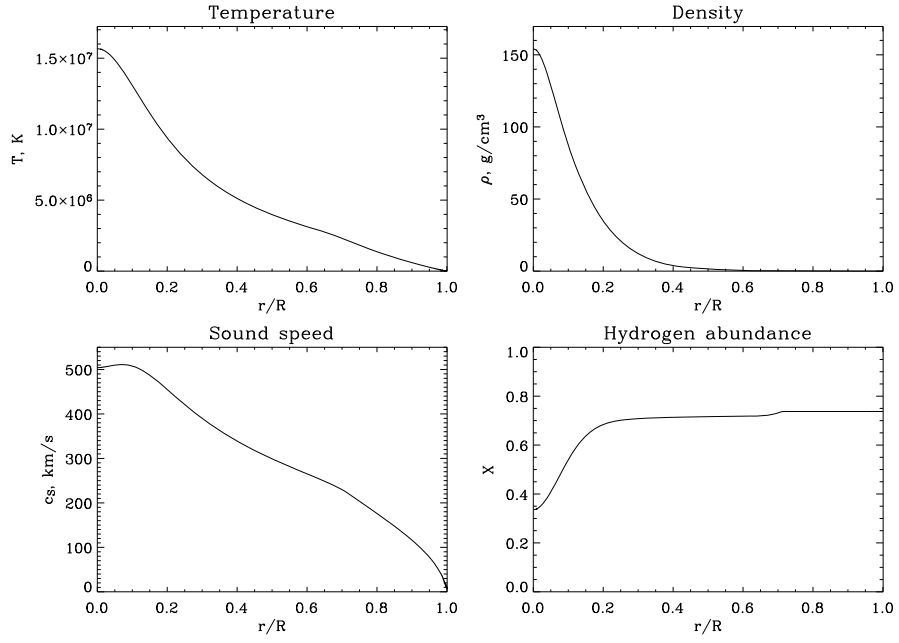 Temperature
1.5×10⁷
1.0×10⁷
5.0×10⁶
0
T, K
0.0 0.2 0.4 0.6 0.8 1.0
r/R
Density
150
100
50
0
ρ, g/cm³
0.0 0.2 0.4 0.6 0.8 1.0
r/R
Sound speed
500
400
300
200
100
0
cₛ, km/s
0.0 0.2 0.4 0.6 0.8 1.0
r/R
Hydrogen abundance
1.0
0.8
0.6
0.4
0.2
0.0
X
0.0 0.2 0.4 0.6 0.8 1.0
r/R